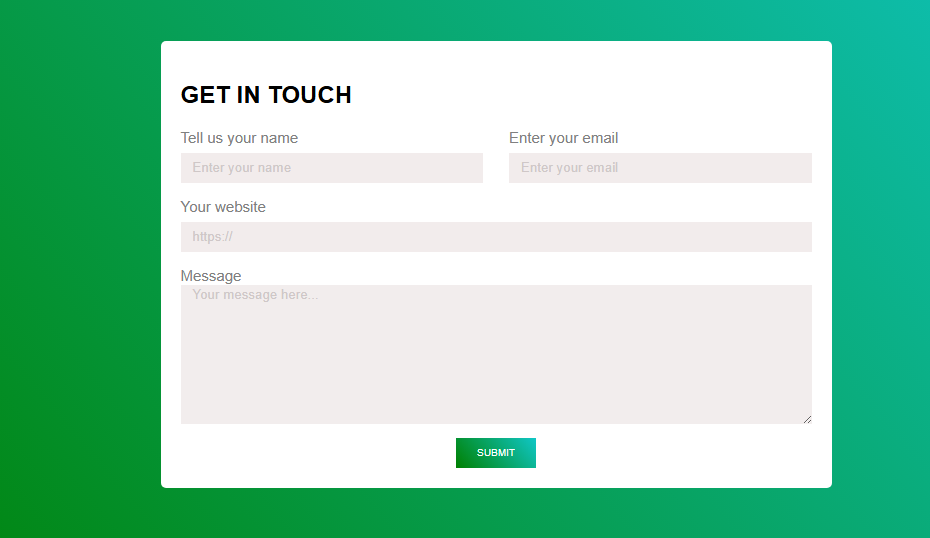 GET IN TOUCH
Tell us your name
Enter your email
Enter your name
Enter your email
Your website
https://
Message
Your message here...
SUBMIT